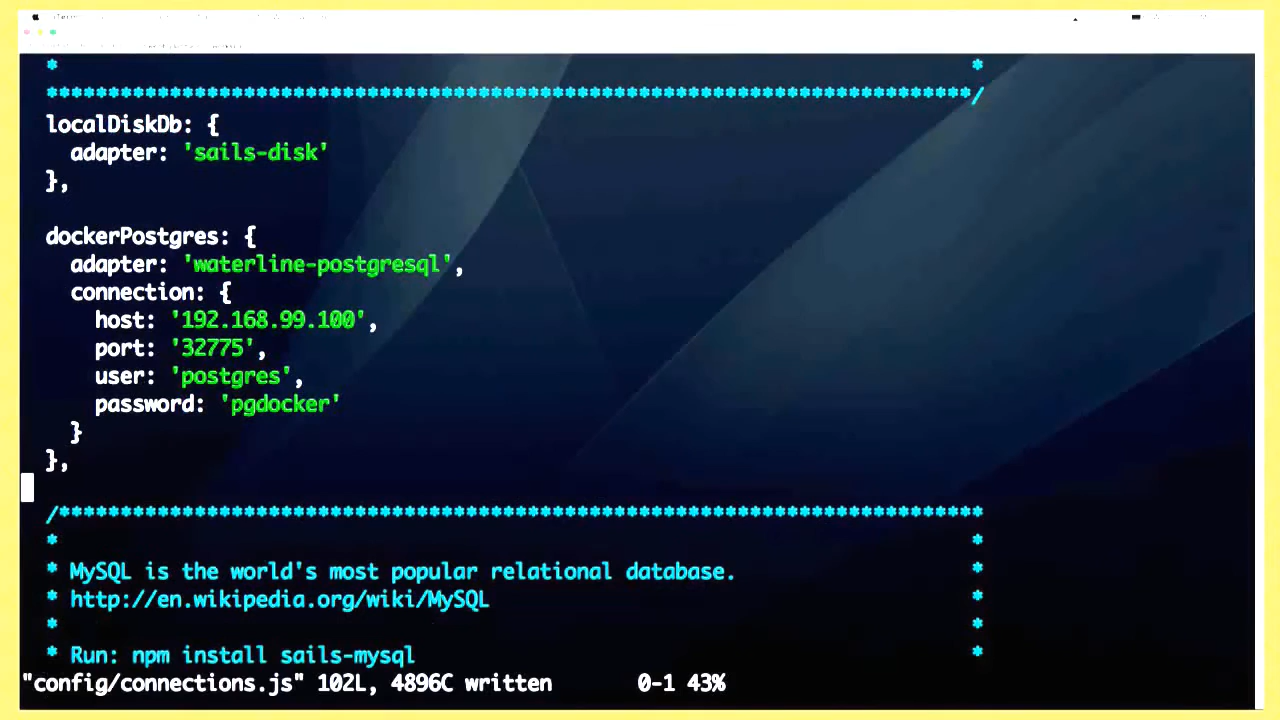 *                                                                          *
***************************************************************************/
localDiskDb: {
  adapter: 'sails-disk'
},
dockerPostgres: {
  adapter: 'waterline-postgresql',
  connection: {
    host: '192.168.99.100',
    port: '32775',
    user: 'postgres',
    password: 'pgdocker'
  }
},
/***************************************************************************
*                                                                          *
* MySQL is the world's most popular relational database.                   *
* http://en.wikipedia.org/wiki/MySQL                                       *
*                                                                          *
* Run: npm install sails-mysql                                             *
"config/connections.js" 102L, 4896C written 0-1 43%